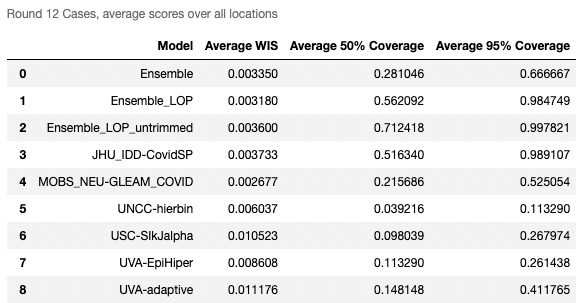 Round 12 Cases, average scores over all locations
Model Average WIS Average 50% Coverage Average 95% Coverage
0 Ensemble 0.003350 0.281046 0.666667
1 Ensemble_LOP 0.003180 0.562092 0.984749
2 Ensemble_LOP_untrimmed 0.003600 0.712418 0.997821
3 JHU_IDD-CovidSP 0.003733 0.516340 0.989107
4 MOBS_NEU-GLEAM_COVID 0.002677 0.215686 0.525054
5 UNCC-hierbin 0.006037 0.039216 0.113290
6 USC-SIkJalpha 0.010523 0.098039 0.267974
7 UVA-EpiHiper 0.008608 0.113290 0.261438
8 UVA-adaptive 0.011176 0.148148 0.411765